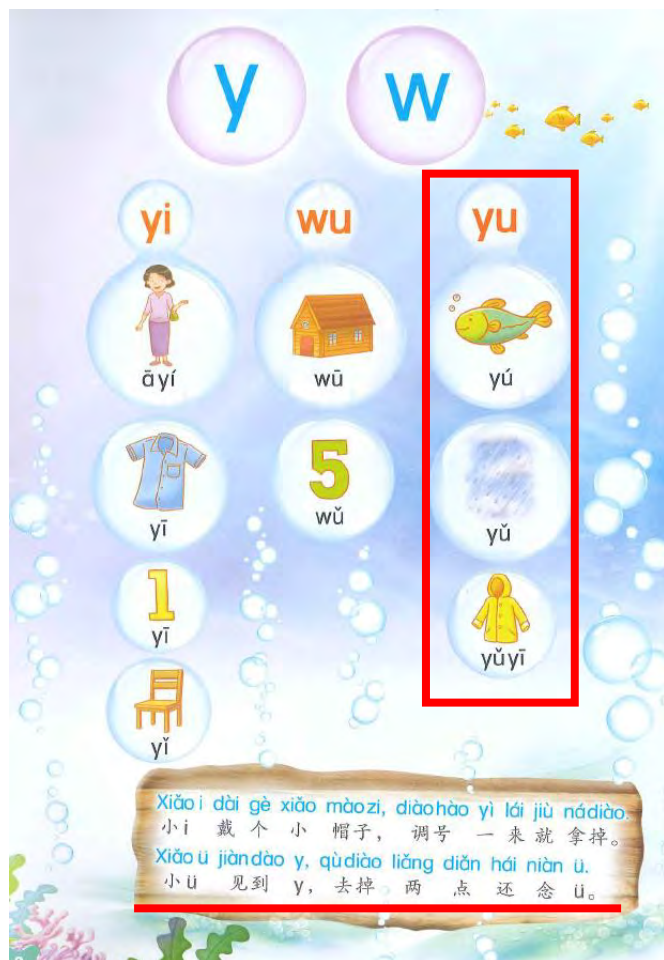 y w
yi wu yu
āyí wū yú
yī wǔ yǔ
5
1
yī yǔyī
yǐ
Xiǎo i dài gè xiǎo màozi, diàohào yì lái jiù nádiào.
小 i 戴 个 小 帽子， 调号 一 来 就 拿掉。
Xiǎo ü jiàndào y, qùdiào liǎng diǎn hái niàn ü.
小 ü 见到 y， 去掉 两 点 还 念 ü。